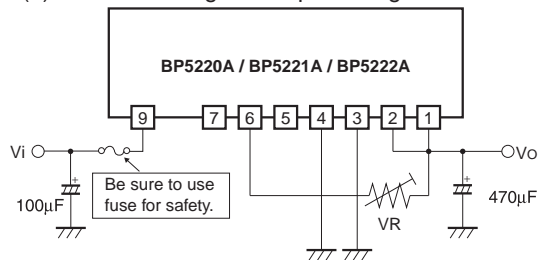 BP5220A / BP5221A / BP5222A
9 7 6 5 4 3 2 1
Vi
Vo
Be sure to use
fuse for safety.
+
100μF
+
470μF
VR